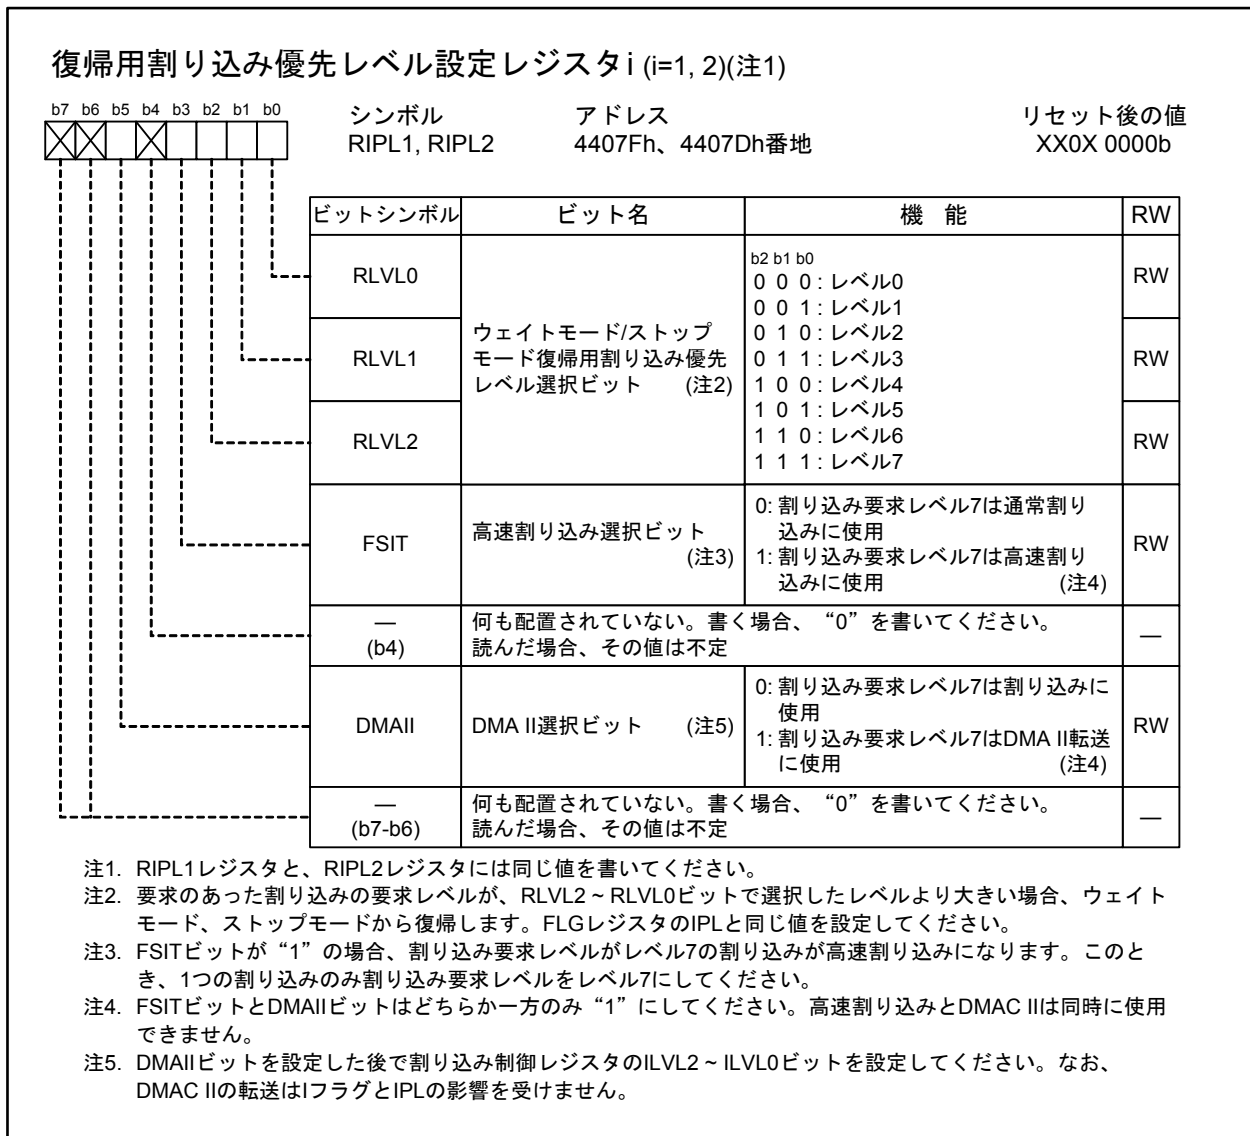 復帰用割り込み優先レベル設定レジスタi (i=1, 2)(注1)
b7 b6 b5 b4 b3 b2 b1 b0
シンボル アドレス リセット後の値
RIPL1, RIPL2 4407Fh、4407Dh番地 XX0X 0000b
ビットシンボル ビット名 機 能 RW
RLVL0 RW
RLVL1 RW
RLVL2 RW
ウェイトモード/ストップ
モード復帰用割り込み優先
レベル選択ビット (注2)
b2 b1 b0
0 0 0 : レベル0
0 0 1 : レベル1
0 1 0 : レベル2
0 1 1 : レベル3
1 0 0 : レベル4
1 0 1 : レベル5
1 1 0 : レベル6
1 1 1 : レベル7
FSIT
高速割り込み選択ビット
(注3)
0: 割り込み要求レベル7は通常割り
込みに使用
1: 割り込み要求レベル7は高速割り
込みに使用 (注4)
RW
—
(b4)
何も配置されていない。書く場合、“0”を書いてください。
読んだ場合、その値は不定
—
DMAII
DMA II選択ビット (注5)
0: 割り込み要求レベル7は割り込みに
使用
1: 割り込み要求レベル7はDMA II転送
に使用 (注4)
RW
—
(b7-b6)
何も配置されていない。書く場合、“0”を書いてください。
読んだ場合、その値は不定
—
注1. RIPL1レジスタと、RIPL2レジスタには同じ値を書いてください。
注2. 要求のあった割り込みの要求レベルが、RLVL2 ~ RLVL0ビットで選択したレベルより大きい場合、ウェイト
モード、ストップモードから復帰します。FLGレジスタのIPLと同じ値を設定してください。
注3. FSITビットが“1”の場合、割り込み要求レベルがレベル7の割り込みが高速割り込みになります。このと
き、1つの割り込みのみ割り込み要求レベルをレベル7にしてください。
注4. FSITビットとDMAIIビットはどちらか一方のみ“1”にしてください。高速割り込みとDMAC IIは同時に使用
できません。
注5. DMAIIビットを設定した後で割り込み制御レジスタのILVL2 ~ ILVL0ビットを設定してください。なお、
DMAC IIの転送はIフラグとIPLの影響を受けません。